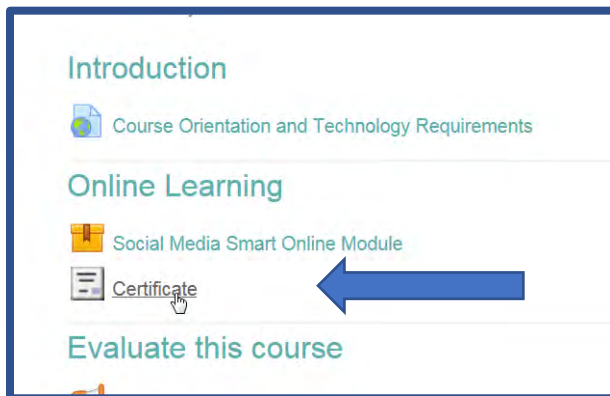 Introduction
Course Orientation and Technology Requirements
Online Learning
Social Media Smart Online Module
Certificate
Evaluate this course